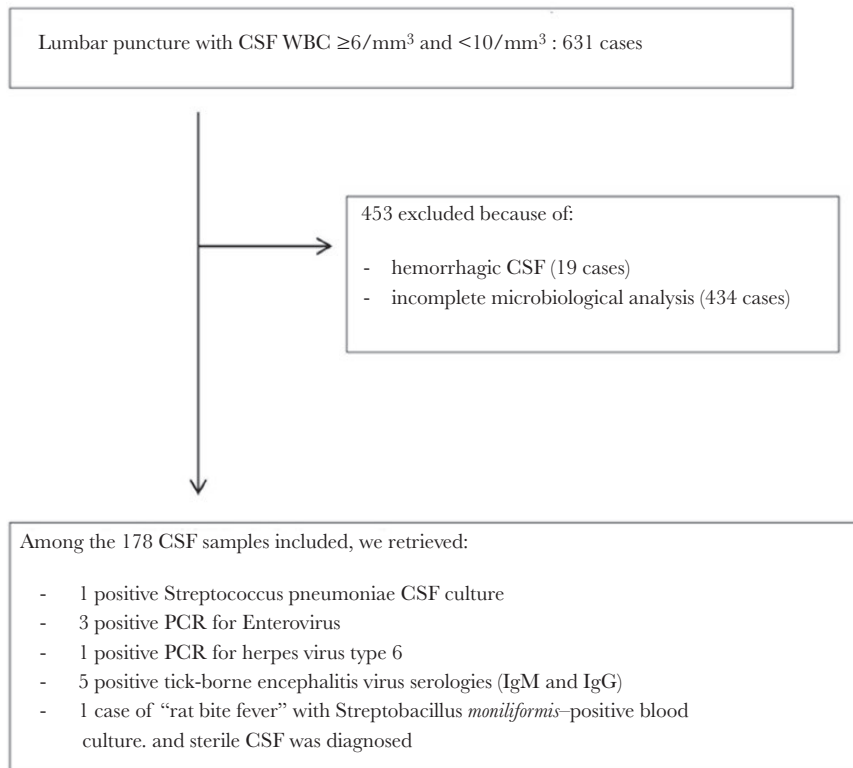 Lumbar puncture with CSF WBC ≥6/mm³ and <10/mm³ : 631 cases
453 excluded because of:
- hemorrhagic CSF (19 cases)
- incomplete microbiological analysis (434 cases)
Among the 178 CSF samples included, we retrieved:
- 1 positive Streptococcus pneumoniae CSF culture
- 3 positive PCR for Enterovirus
- 1 positive PCR for herpes virus type 6
- 5 positive tick-borne encephalitis virus serologies (IgM and IgG)
- 1 case of “rat bite fever” with Streptobacillus moniliformis–positive blood
culture. and sterile CSF was diagnosed